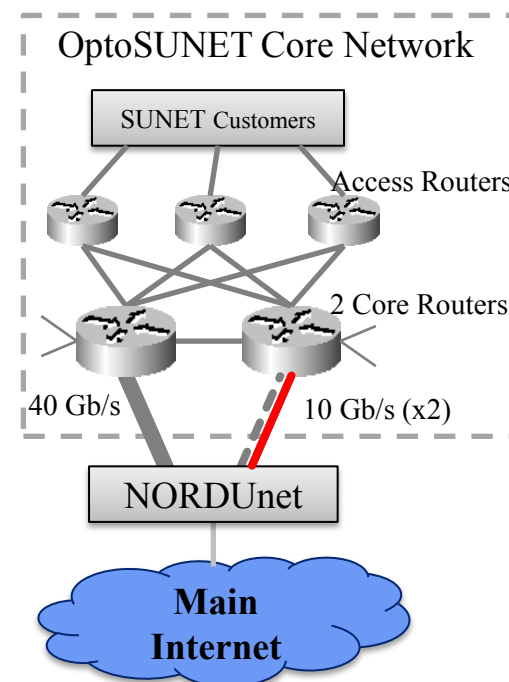 OptoSUNET Core Network
SUNET Customers
Access Routers
2 Core Routers
40 Gb/s
10 Gb/s (x2)
NORDUnet
Main
Internet